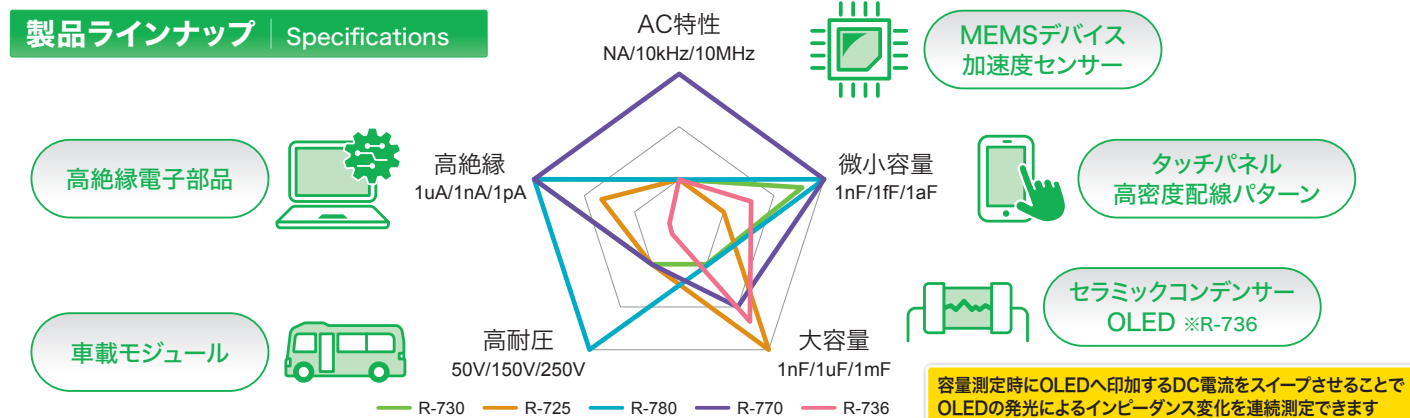 製品ラインナップ Specifications
AC特性
NA/10kHz/10MHz
MEMSデバイス
加速度センサー
高絶縁電子部品
高絶縁
1uA/1nA/1pA
微小容量
1nF/1fF/1aF
タッチパネル
高密度配線パターン
車載モジュール
高耐圧
50V/150V/250V
大容量
1nF/1uF/1mF
セラミックコンデンサー
OLED ※R-736
R-730 R-725 R-780 R-770 R-736
容量測定時にOLEDへ印加するDC電流をスイープさせることで
OLEDの発光によるインピーダンス変化を連続測定できます